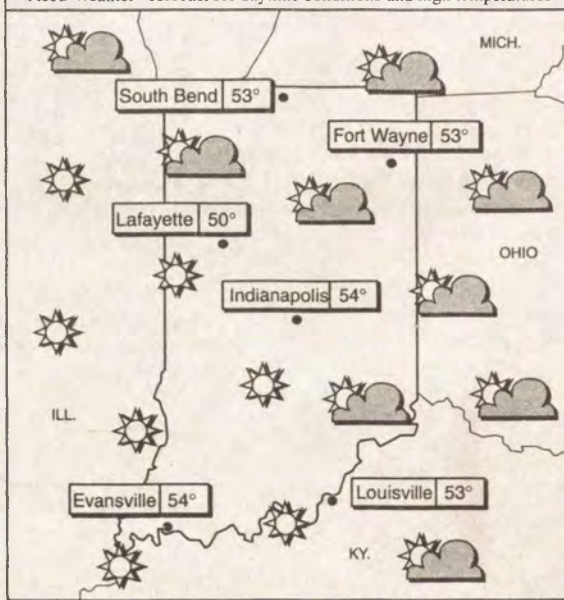 MICH.
South Bend 53°
Fort Wayne 53°
Lafayette 50°
OHIO
Indianapolis 54°
ILL.
Evansville 54°
Louisville 53°
KY.